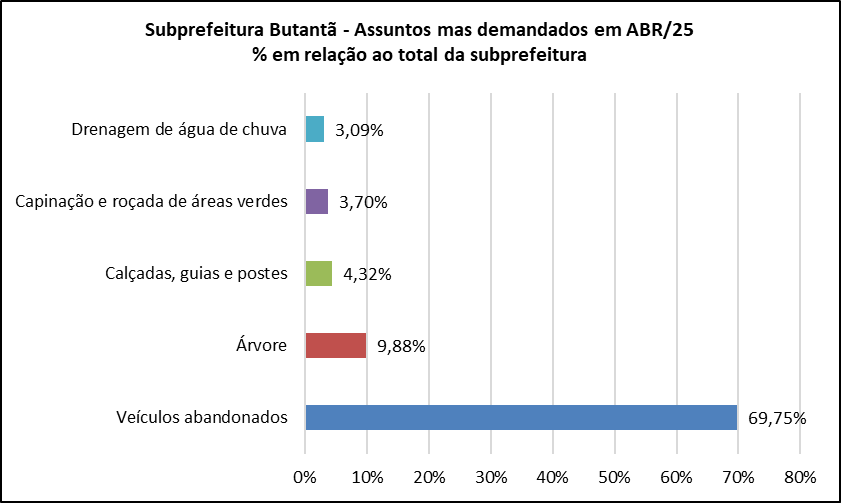 Subprefeitura Butantã - Assuntos mas demandados em ABR/25
% em relação ao total da subprefeitura
Drenagem de água de chuva
3,09%
Capinação e roçada de áreas verdes
3,70%
Calçadas, guias e postes
4,32%
Árvore
9,88%
Veículos abandonados
69,75%
0% 10% 20% 30% 40% 50% 60% 70% 80%